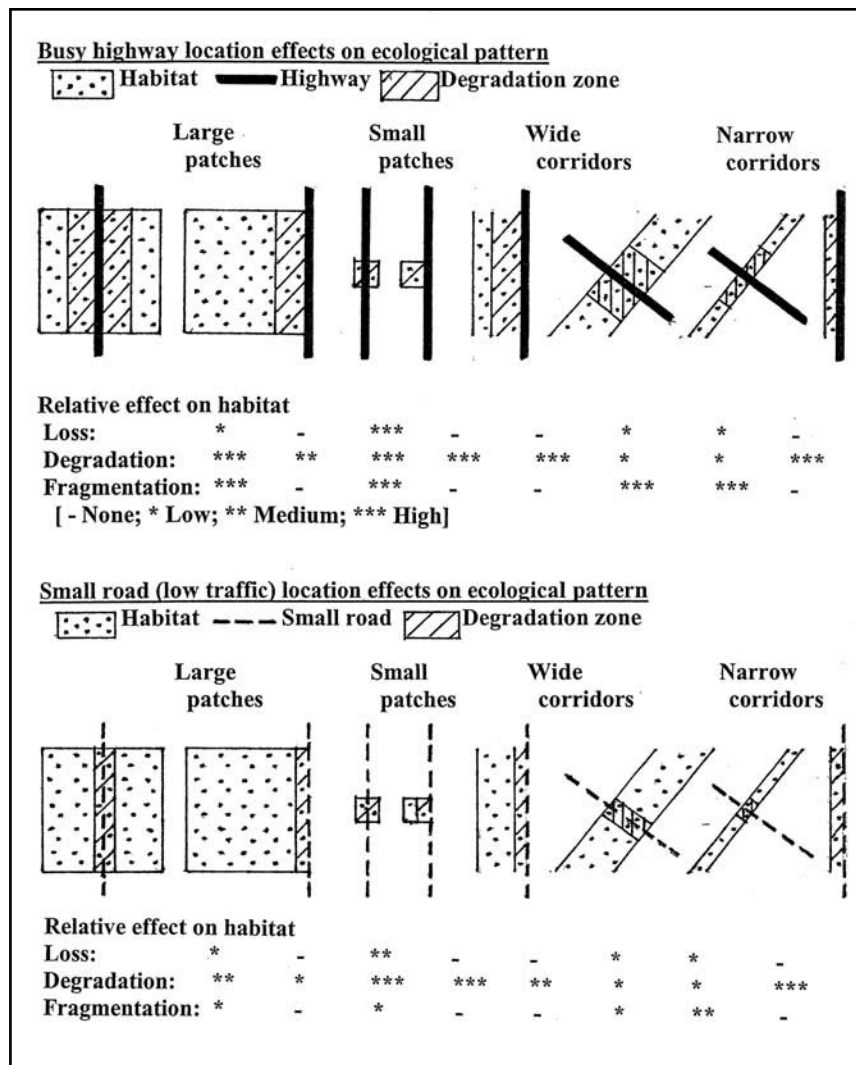 Busy highway location effects on ecological pattern
Habitat Highway Degradation zone
Large patches Small patches Wide corridors Narrow corridors
Relative effect on habitat
Loss: * - *** - - * * -
Degradation: *** ** *** *** *** * * ***
Fragmentation: *** - *** - - *** *** -
[ - None; * Low; ** Medium; *** High]
Small road (low traffic) location effects on ecological pattern
Habitat Small road Degradation zone
Large patches Small patches Wide corridors Narrow corridors
Relative effect on habitat
Loss: * - ** - - * * -
Degradation: ** * *** *** ** * * ***
Fragmentation: * - * - - * ** -